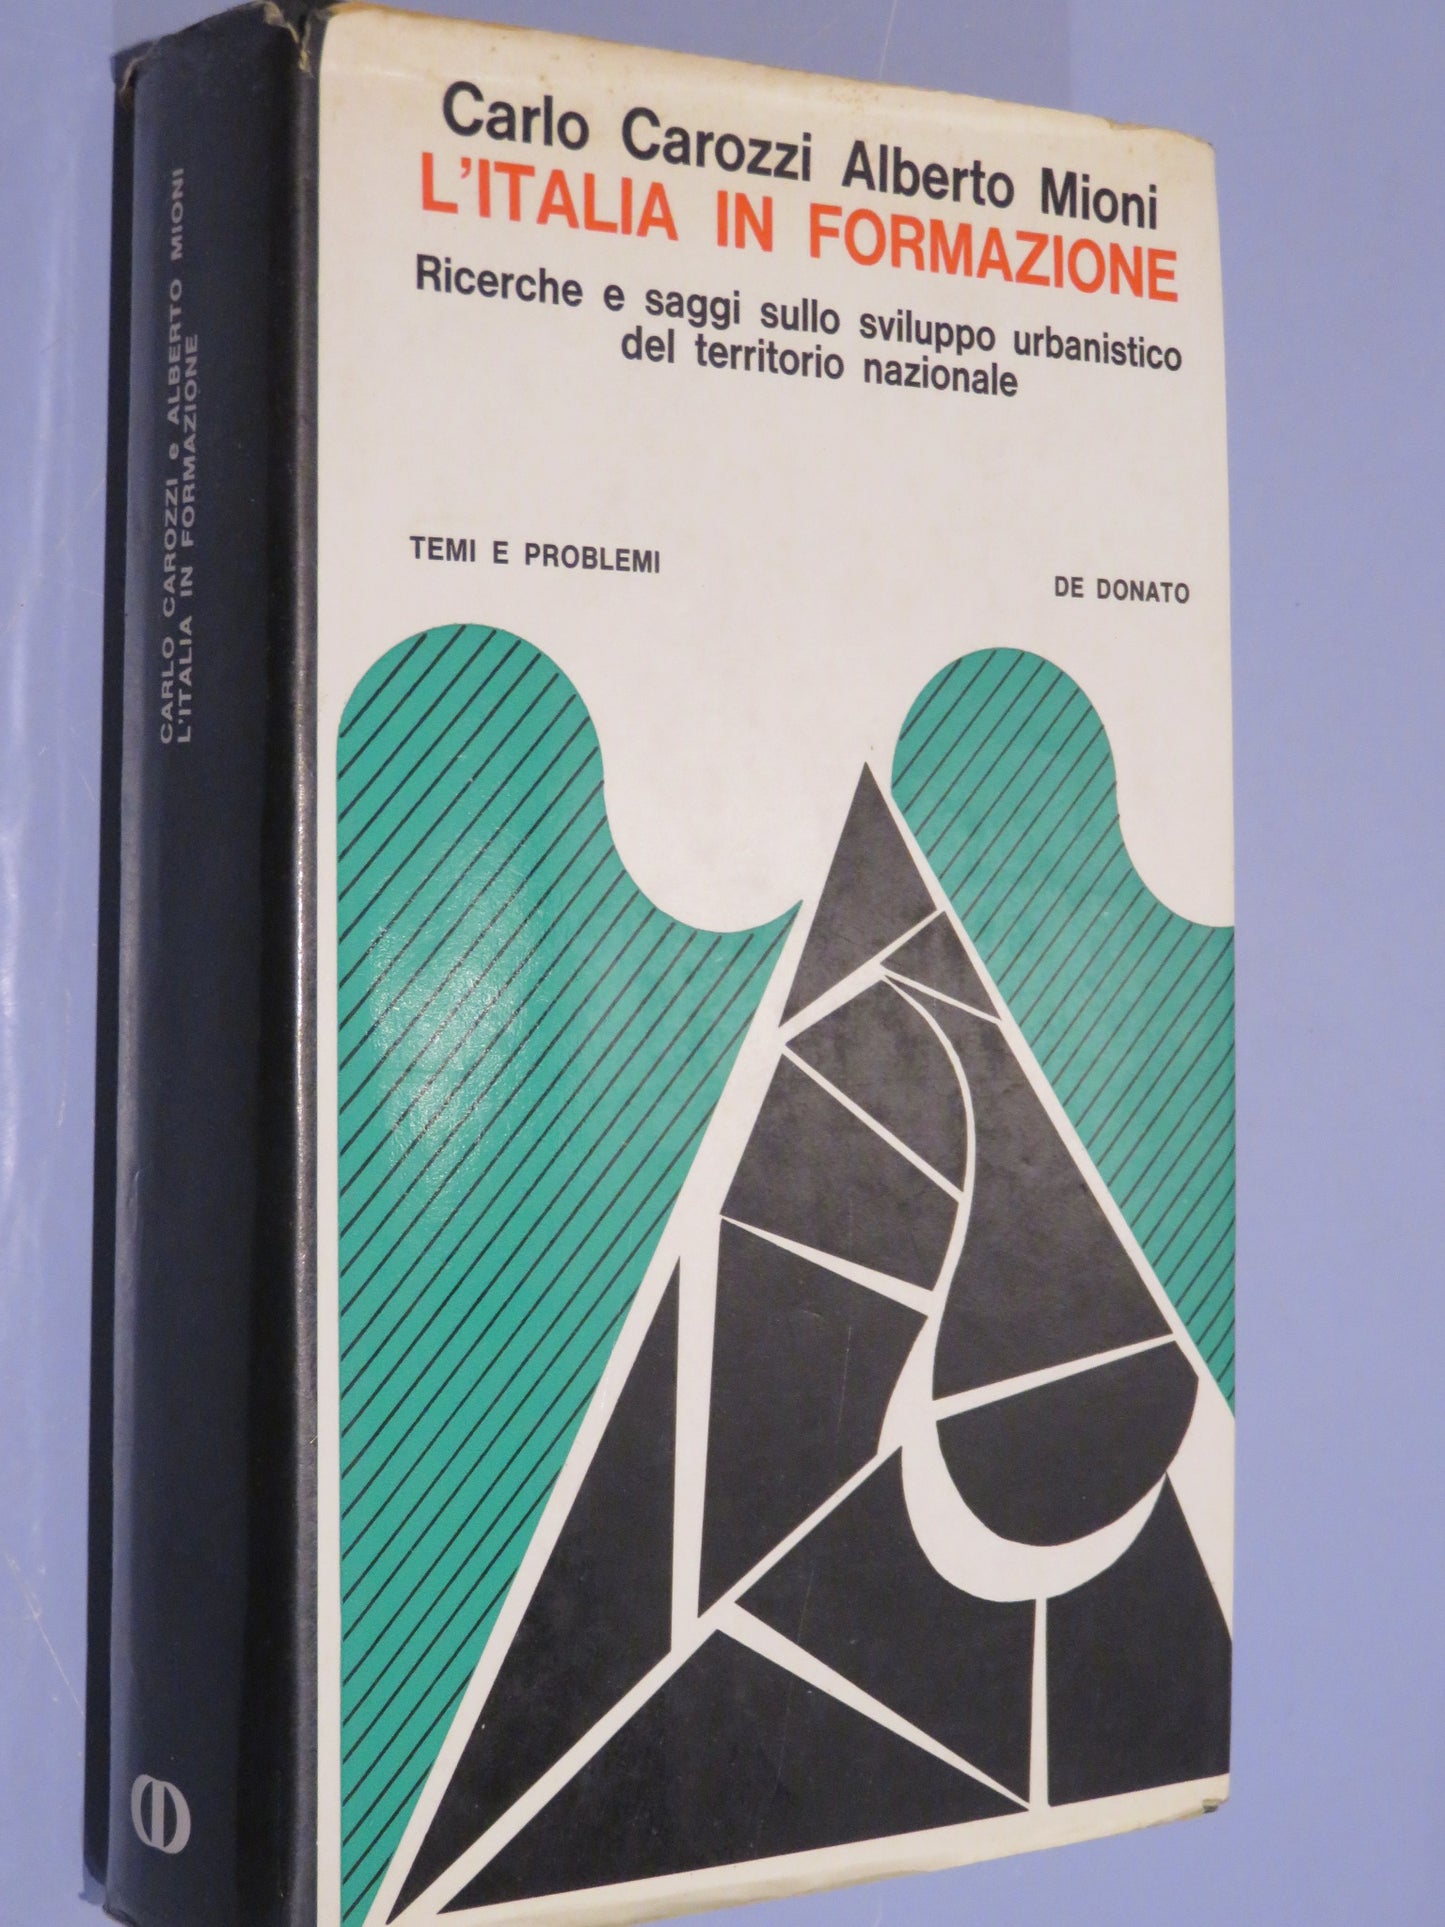 Carlo Carozzi Alberto Mioni
L'ITALIA IN FORMAZIONE
Ricerche e saggi sullo sviluppo urbanistico
del territorio nazionale
TEMI E PROBLEMI
DE DONATO
CARLO CAROZZI e ALBERTO MIONI
L'ITALIA IN FORMAZIONE